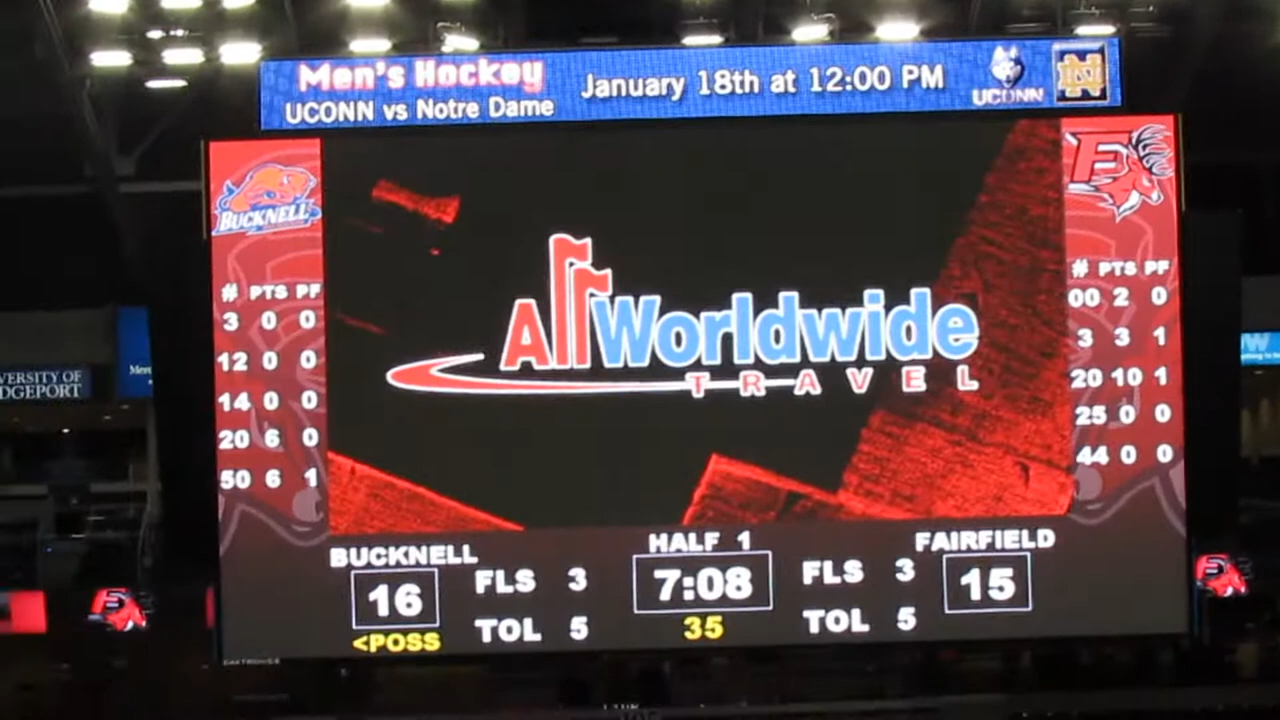 Men's Hockey
UCONN vs Notre Dame
January 18th at 12:00 PM
UCONN
ND
BUCKNELL
# PTS PF
3 0 0
12 0 0
14 0 0
20 6 0
50 6 1
All Worldwide
TRAVEL
F
# PTS PF
00 2 0
3 3 1
20 10 1
25 0 0
44 0 0
BUCKNELL
16
<POSS
FLS 3
TOL 5
HALF 1
7:08
35
FLS 3
TOL 5
FAIRFIELD
15
VERSITY OF
DGEPORT
DAKTRONICS